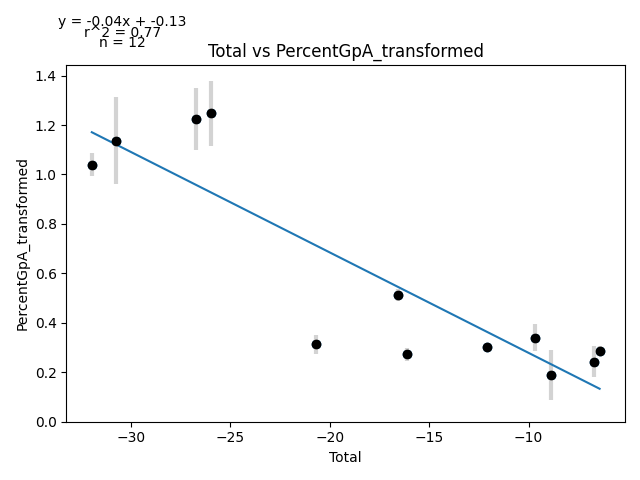 y = -0.04x + -0.13
r^2 = 0.77
n = 12
Total vs PercentGpA_transformed
PercentGpA_transformed
1.4
1.2
1.0
0.8
0.6
0.4
0.2
0.0
−30
−25
−20
−15
−10
Total